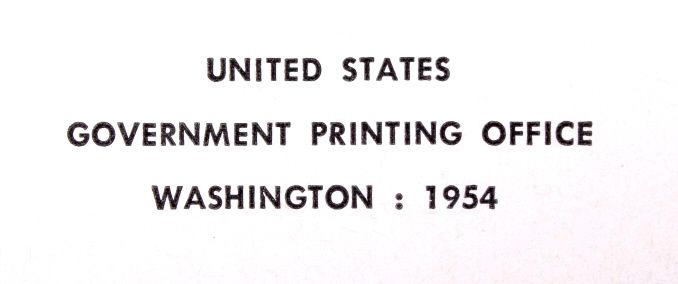 UNITED STATES
GOVERNMENT PRINTING OFFICE
WASHINGTON : 1954